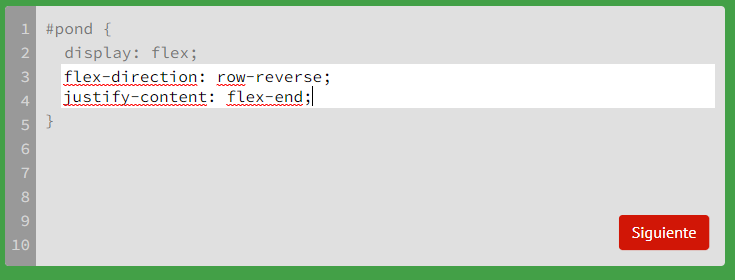 1 #pond {
2 display: flex;
3 flex-direction: row-reverse;
4 justify-content: flex-end;
5 }
6
7
8
9
10
Siguiente